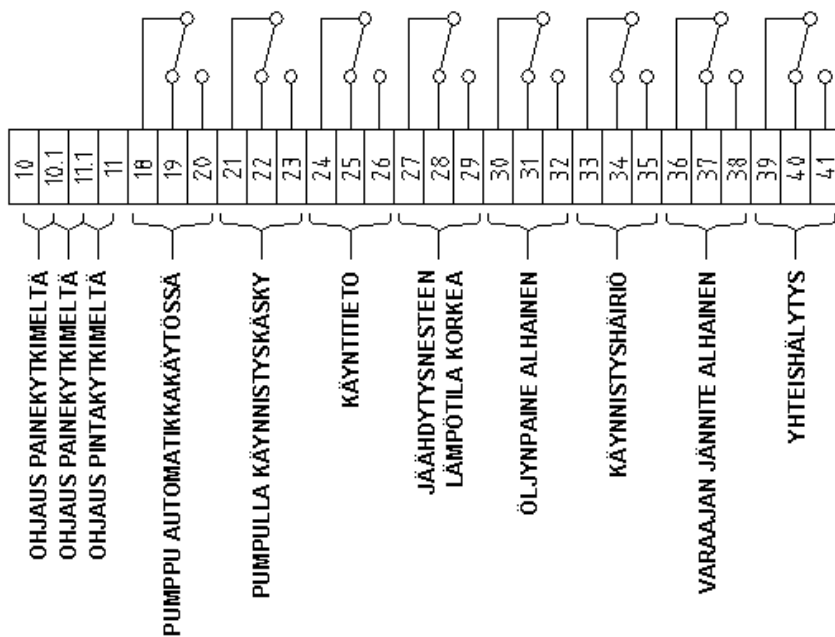 10
10.1
11.1
11
18
19
20
21
22
23
24
25
26
27
28
29
30
31
32
33
34
35
36
37
38
39
40
41
OHJAUS PAINEKYTKIMELTÄ
OHJAUS PAINEKYTKIMELTÄ
OHJAUS PINTAKYTKIMELTÄ
PUMPPU AUTOMATIKKAKÄYTÖSSÄ
PUMPULLA KÄYNNISTYSKÄSKY
KÄYNTITIETO
JÄÄHDYTYSNESTEEN
LÄMPÖTILA KORKEA
ÖLJYNPAINE ALHAINEN
KÄYNNISTYSHÄIRIÖ
VARAAJAN JÄNNITE ALHAINEN
YHTEISHÄLYTYS